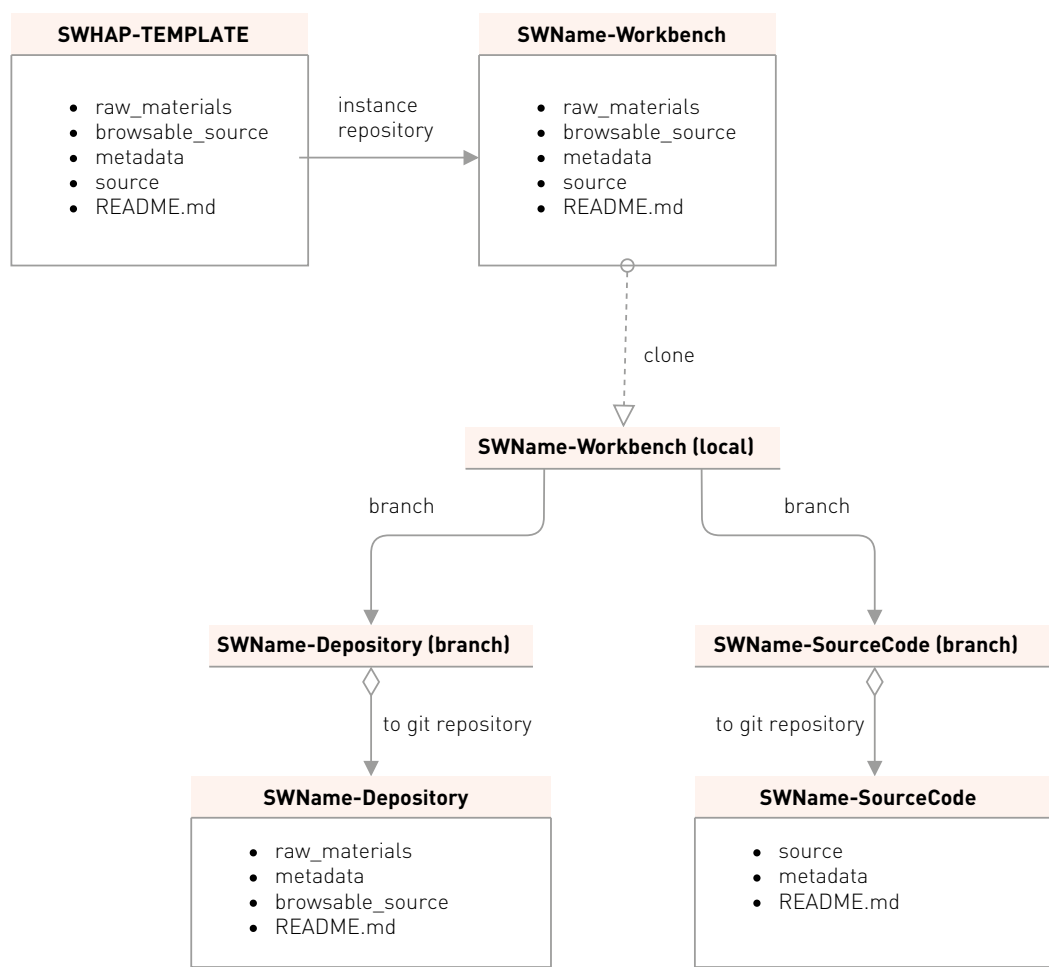 SWHAP-TEMPLATE
• raw_materials
• browsable_source
• metadata
• source
• README.md
instance
repository
SWName-Workbench
• raw_materials
• browsable_source
• metadata
• source
• README.md
clone
SWName-Workbench (local)
branch
branch
SWName-Depository (branch)
SWName-SourceCode (branch)
to git repository
to git repository
SWName-Depository
• raw_materials
• metadata
• browsable_source
• README.md
SWName-SourceCode
• source
• metadata
• README.md